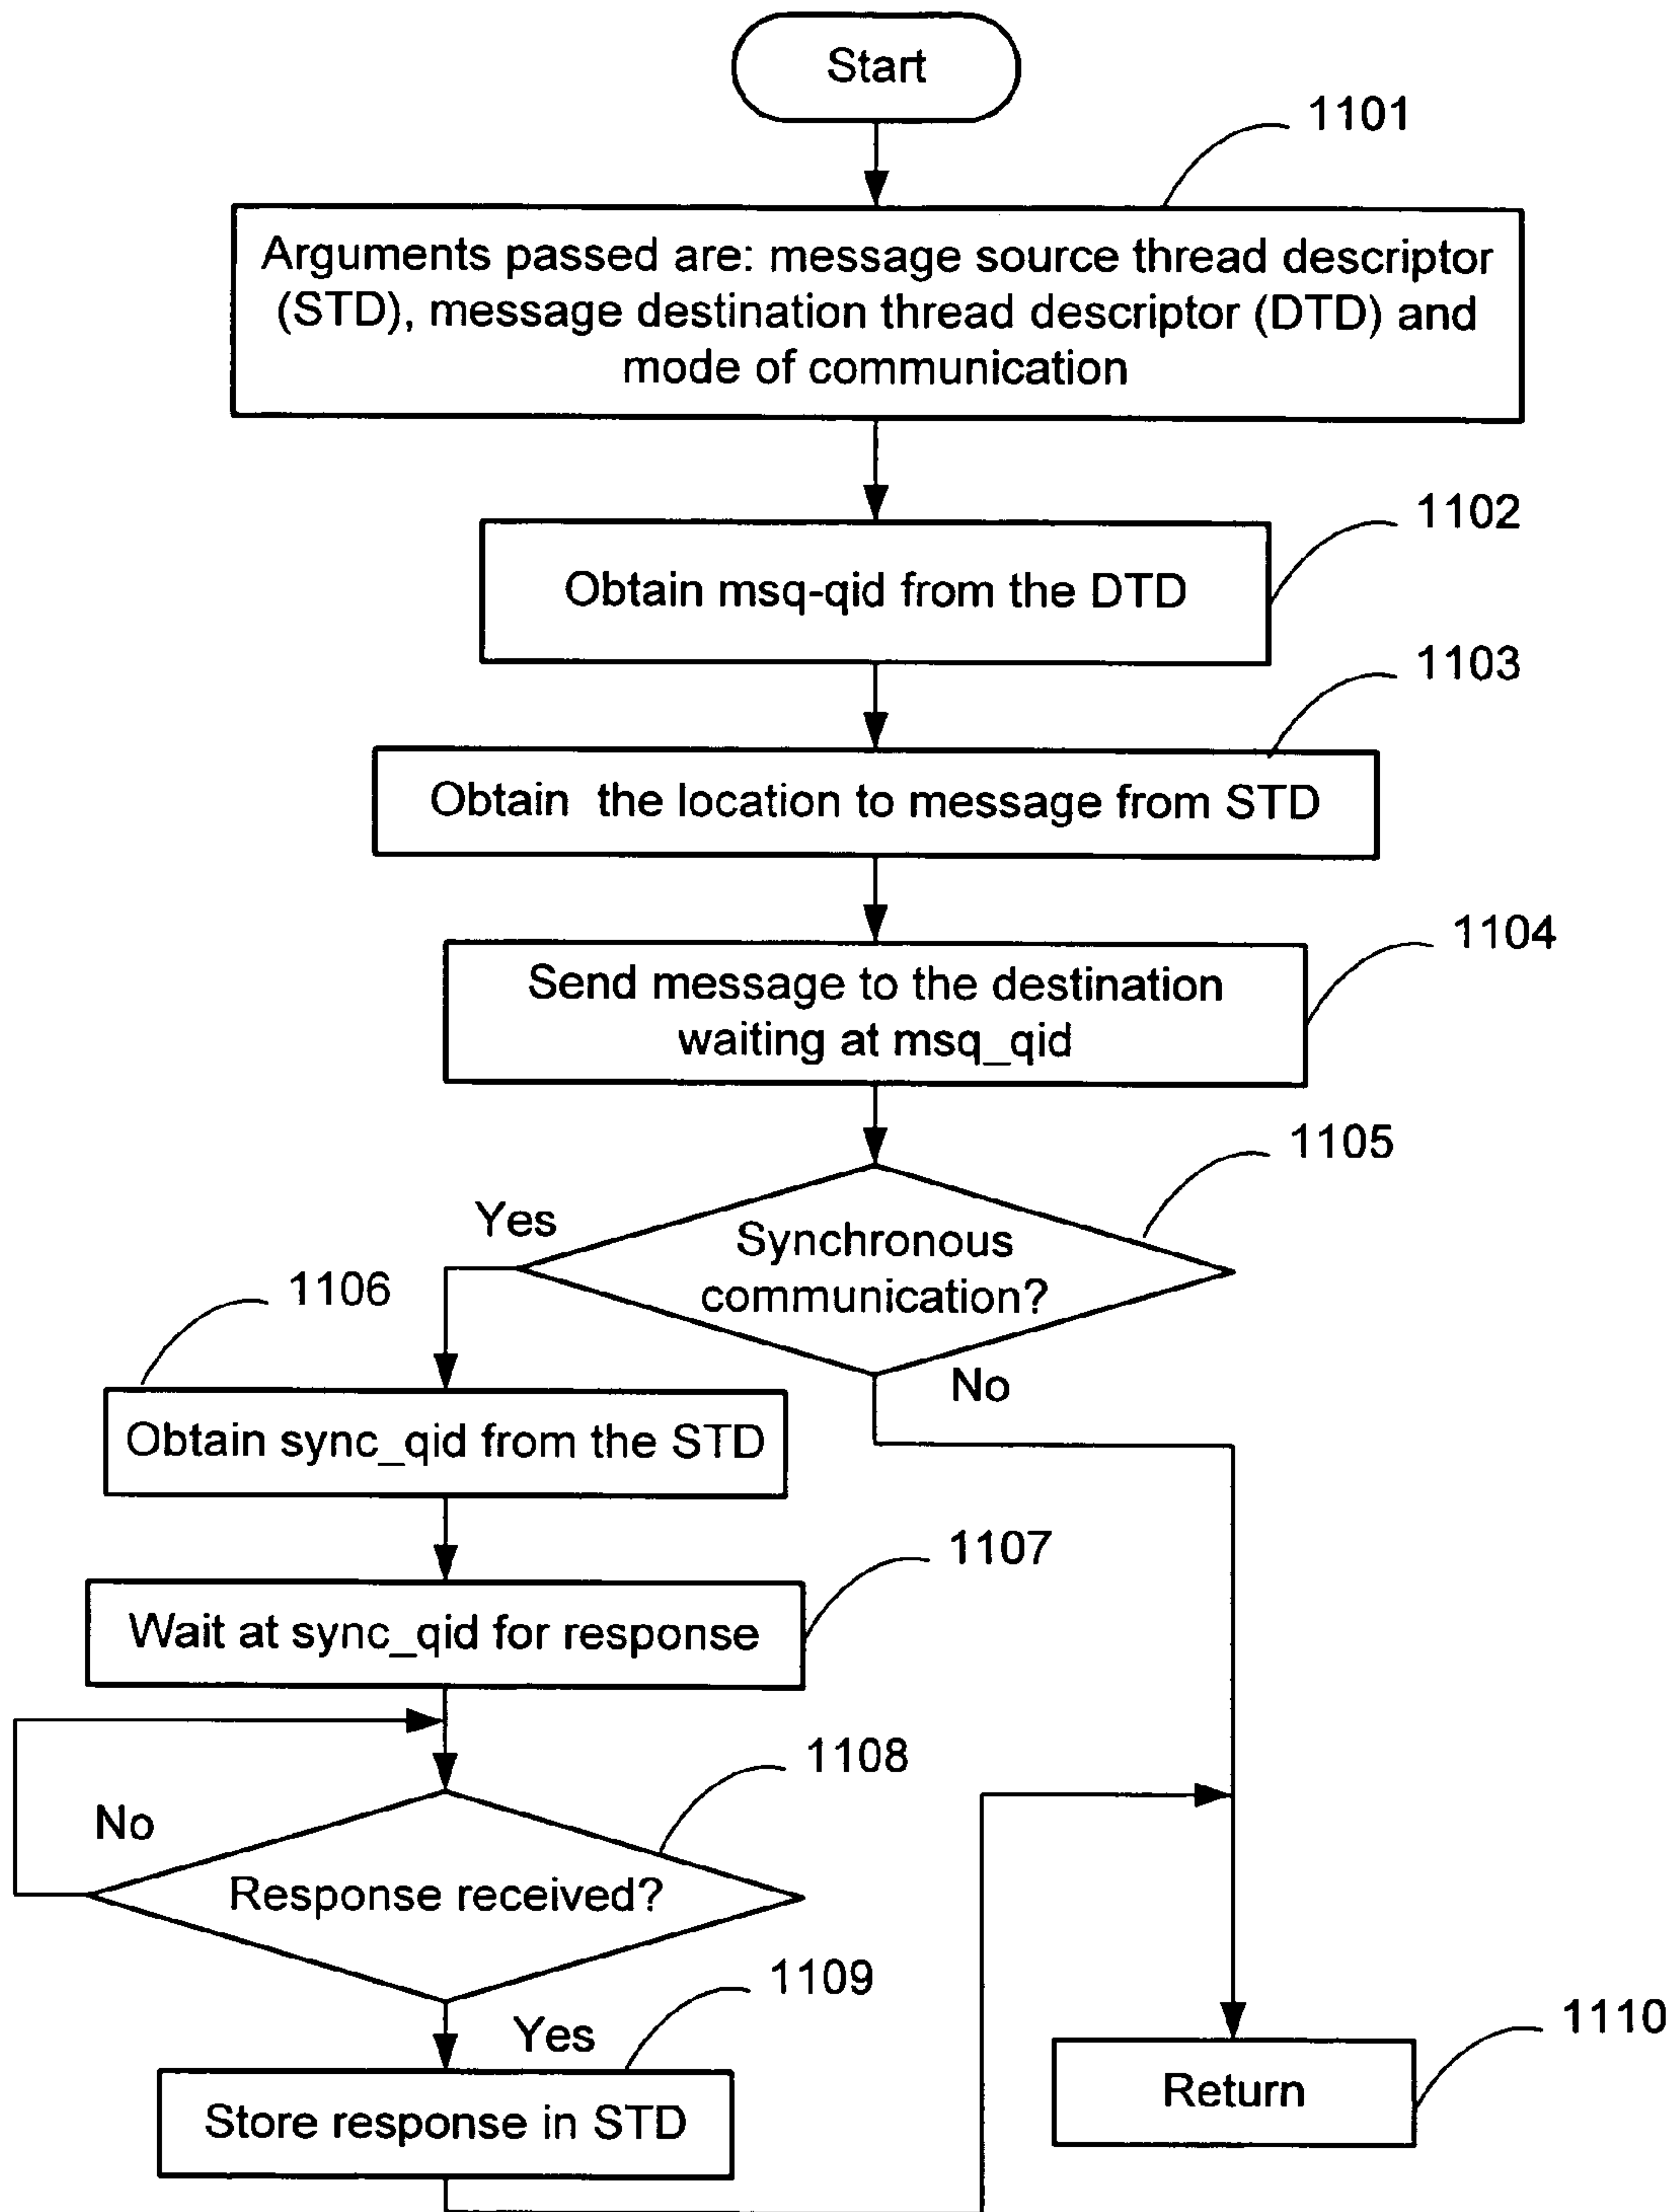 Start
1101
Arguments passed are: message source thread descriptor
(STD), message destination thread descriptor (DTD) and
mode of communication
1102
Obtain msq-qid from the DTD
1103
Obtain the location to message from STD
1104
Send message to the destination
waiting at msq_qid
1105
Yes
Synchronous
communication?
1106
No
Obtain sync_qid from the STD
1107
Wait at sync_qid for response
1108
No
Response received?
1109
Yes
1110
Store response in STD
Return